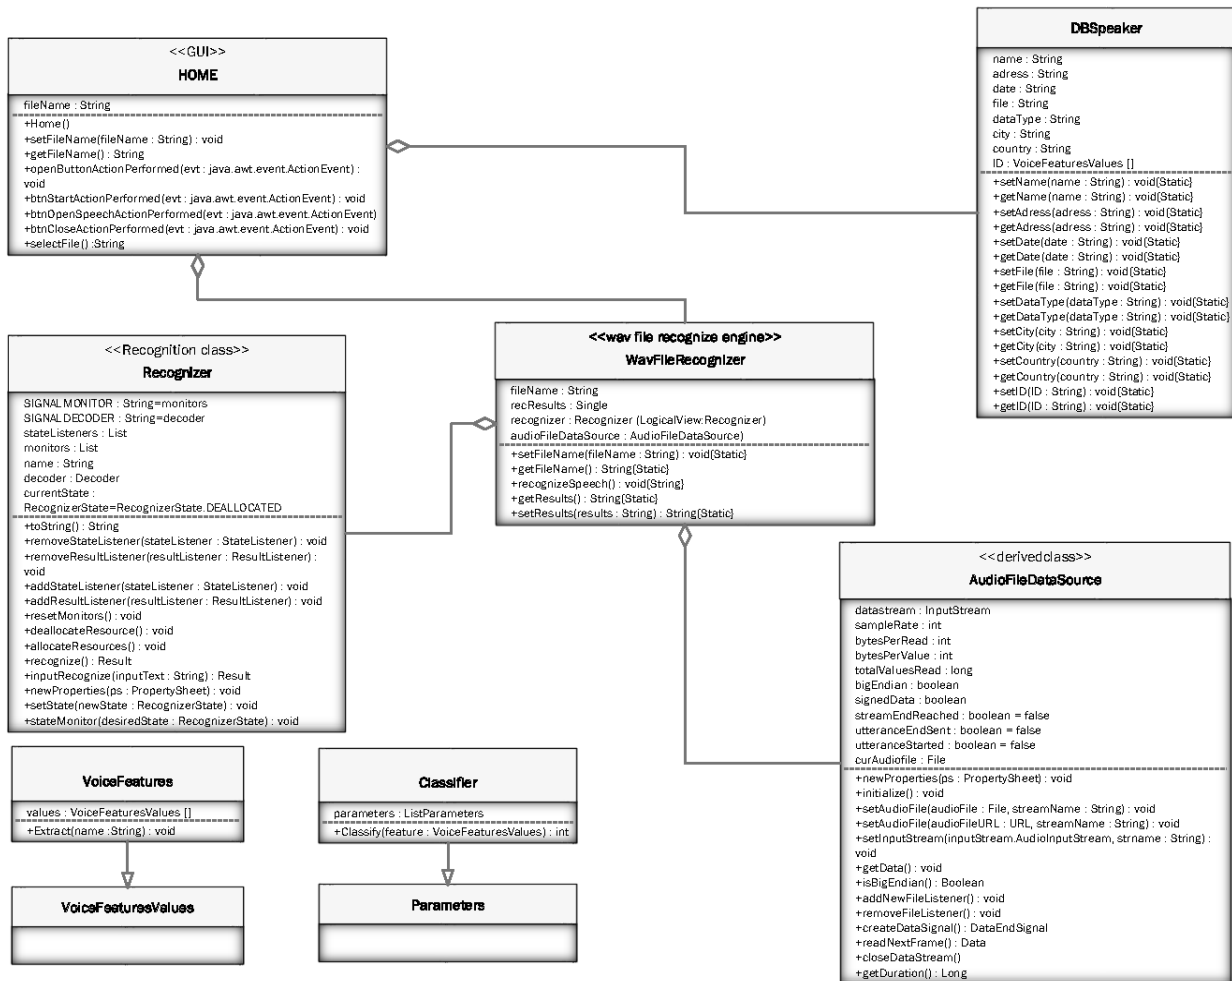 <<GUI>>
HOME
fileName : String
+Home()
+setFileName(fileName : String) : void
+getFileName() : String
+openButtonActionPerformed(evt : java.awt.event.ActionEvent) :
void
+btnStartActionPerformed(evt : java.awt.event.ActionEvent) : void
+btnOpenSpeechActionPerformed(evt : java.awt.event.ActionEvent)
+btnCloseActionPerformed(evt : java.awt.event.ActionEvent) : void
+selectFile() :String
DBSpeaker
name : String
adress : String
date : String
file : String
dataType : String
city : String
country : String
ID : VoiceFeaturesValues []
+setName(name : String) : void{Static}
+getName(name : String) : void{Static}
+setAdress(adress : String) : void{Static}
+getAdress(adress : String) : void{Static}
+setDate(date : String) : void{Static}
+getDate(date : String) : void{Static}
+setFile(file : String) : void{Static}
+getFile(file : String) : void{Static}
+setDataType(dataType : String) : void{Static}
+getDataType(dataType : String) : void{Static}
+setCity(city : String) : void{Static}
+getCity(city : String) : void{Static}
+setCountry(country : String) : void{Static}
+getCountry(country : String) : void{Static}
+setID(ID : String) : void{Static}
+getID(ID : String) : void{Static}
<<Recognition class>>
Recognizer
SIGNALMONITOR : String=monitors
SIGNALDECODER : String=decoder
stateListeners : List
monitors : List
name : String
decoder : Decoder
currentState :
RecognizerState=RecognizerState.DEALLOCATED
+toString() : String
+removeStateListener(stateListener : StateListener) : void
+removeResultListener(resultListener : ResultListener) :
void
+addStateListener(stateListener : StateListener) : void
+addResultListener(resultListener : ResultListener) : void
+resetMonitors() : void
+deallocateResource() : void
+allocateResources() : void
+recognize() : Result
+inputRecognize(inputText : String) : Result
+newProperties(ps : PropertySheet) : void
+setState(newState : RecognizerState) : void
+stateMonitor(desiredState : RecognizerState) : void
<<wav file recognize engine>>
WavFileRecognizer
fileName : String
recResults : Single
recognizer : Recognizer (LogicalView:Recognizer)
audioFileDataSource : AudioFileDataSource)
+setFileName(fileName : String) : void{Static}
+getFileName() : String{Static}
+recognizeSpeech() : void{String}
+getResults() : String{Static}
+setResults(results : String) : String{Static}
<<derivedclass>>
AudioFileDataSource
datastream : InputStream
sampleRate : int
bytesPerRead : int
bytesPerValue : int
totalValuesRead : long
bigEndian : boolean
signedData : boolean
streamEndReached : boolean = false
utteranceEndSent : boolean = false
utteranceStarted : boolean = false
curAudiofile : File
+newProperties(ps : PropertySheet) : void
+initialize() : void
+setAudioFile(audioFile : File, streamName : String) : void
+setAudioFile(audioFileURL : URL, streamName : String) : void
+setInputStream(inputStream.AudioInputStream, strname : String) :
void
+getData() : void
+isBigEndian() : Boolean
+addNewFileListener() : void
+removeFileListener() : void
+createDataSignal() : DataEndSignal
+readNextFrame() : Data
+closeDataStream()
+getDuration() : Long
VoiceFeatures
values : VoiceFeaturesValues []
+Extract(name :String) : void
VoiceFeaturesValues
Classifier
parameters : ListParameters
+Classify(feature : VoiceFeaturesValues) : int
Parameters